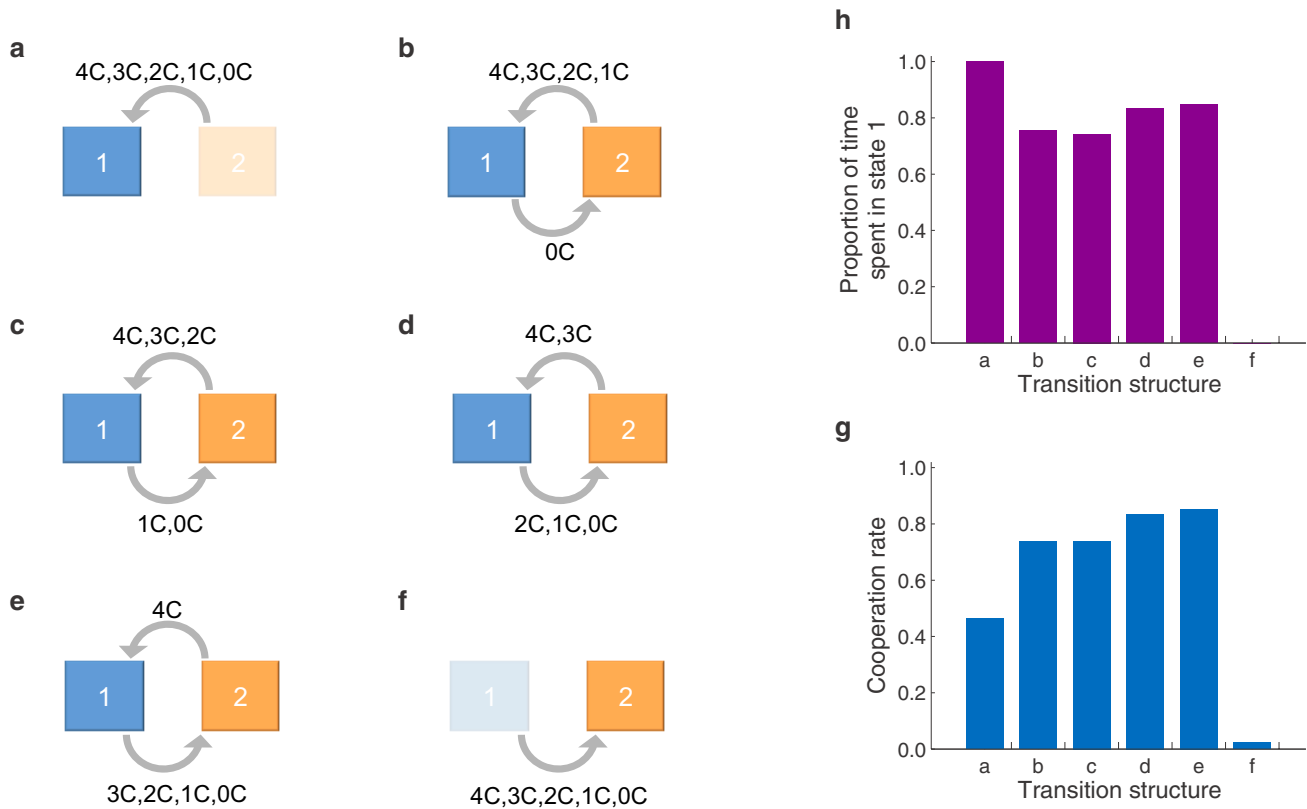 a
4C,3C,2C,1C,0C
1
2
b
4C,3C,2C,1C
1
2
0C
c
4C,3C,2C
1
2
1C,0C
d
4C,3C
1
2
2C,1C,0C
e
4C
1
2
3C,2C,1C,0C
f
1
2
4C,3C,2C,1C,0C
h
Proportion of time
spent in state 1
1.0
0.8
0.6
0.4
0.2
0.0
a b c d e f
Transition structure
g
Cooperation rate
1.0
0.8
0.6
0.4
0.2
0.0
a b c d e f
Transition structure